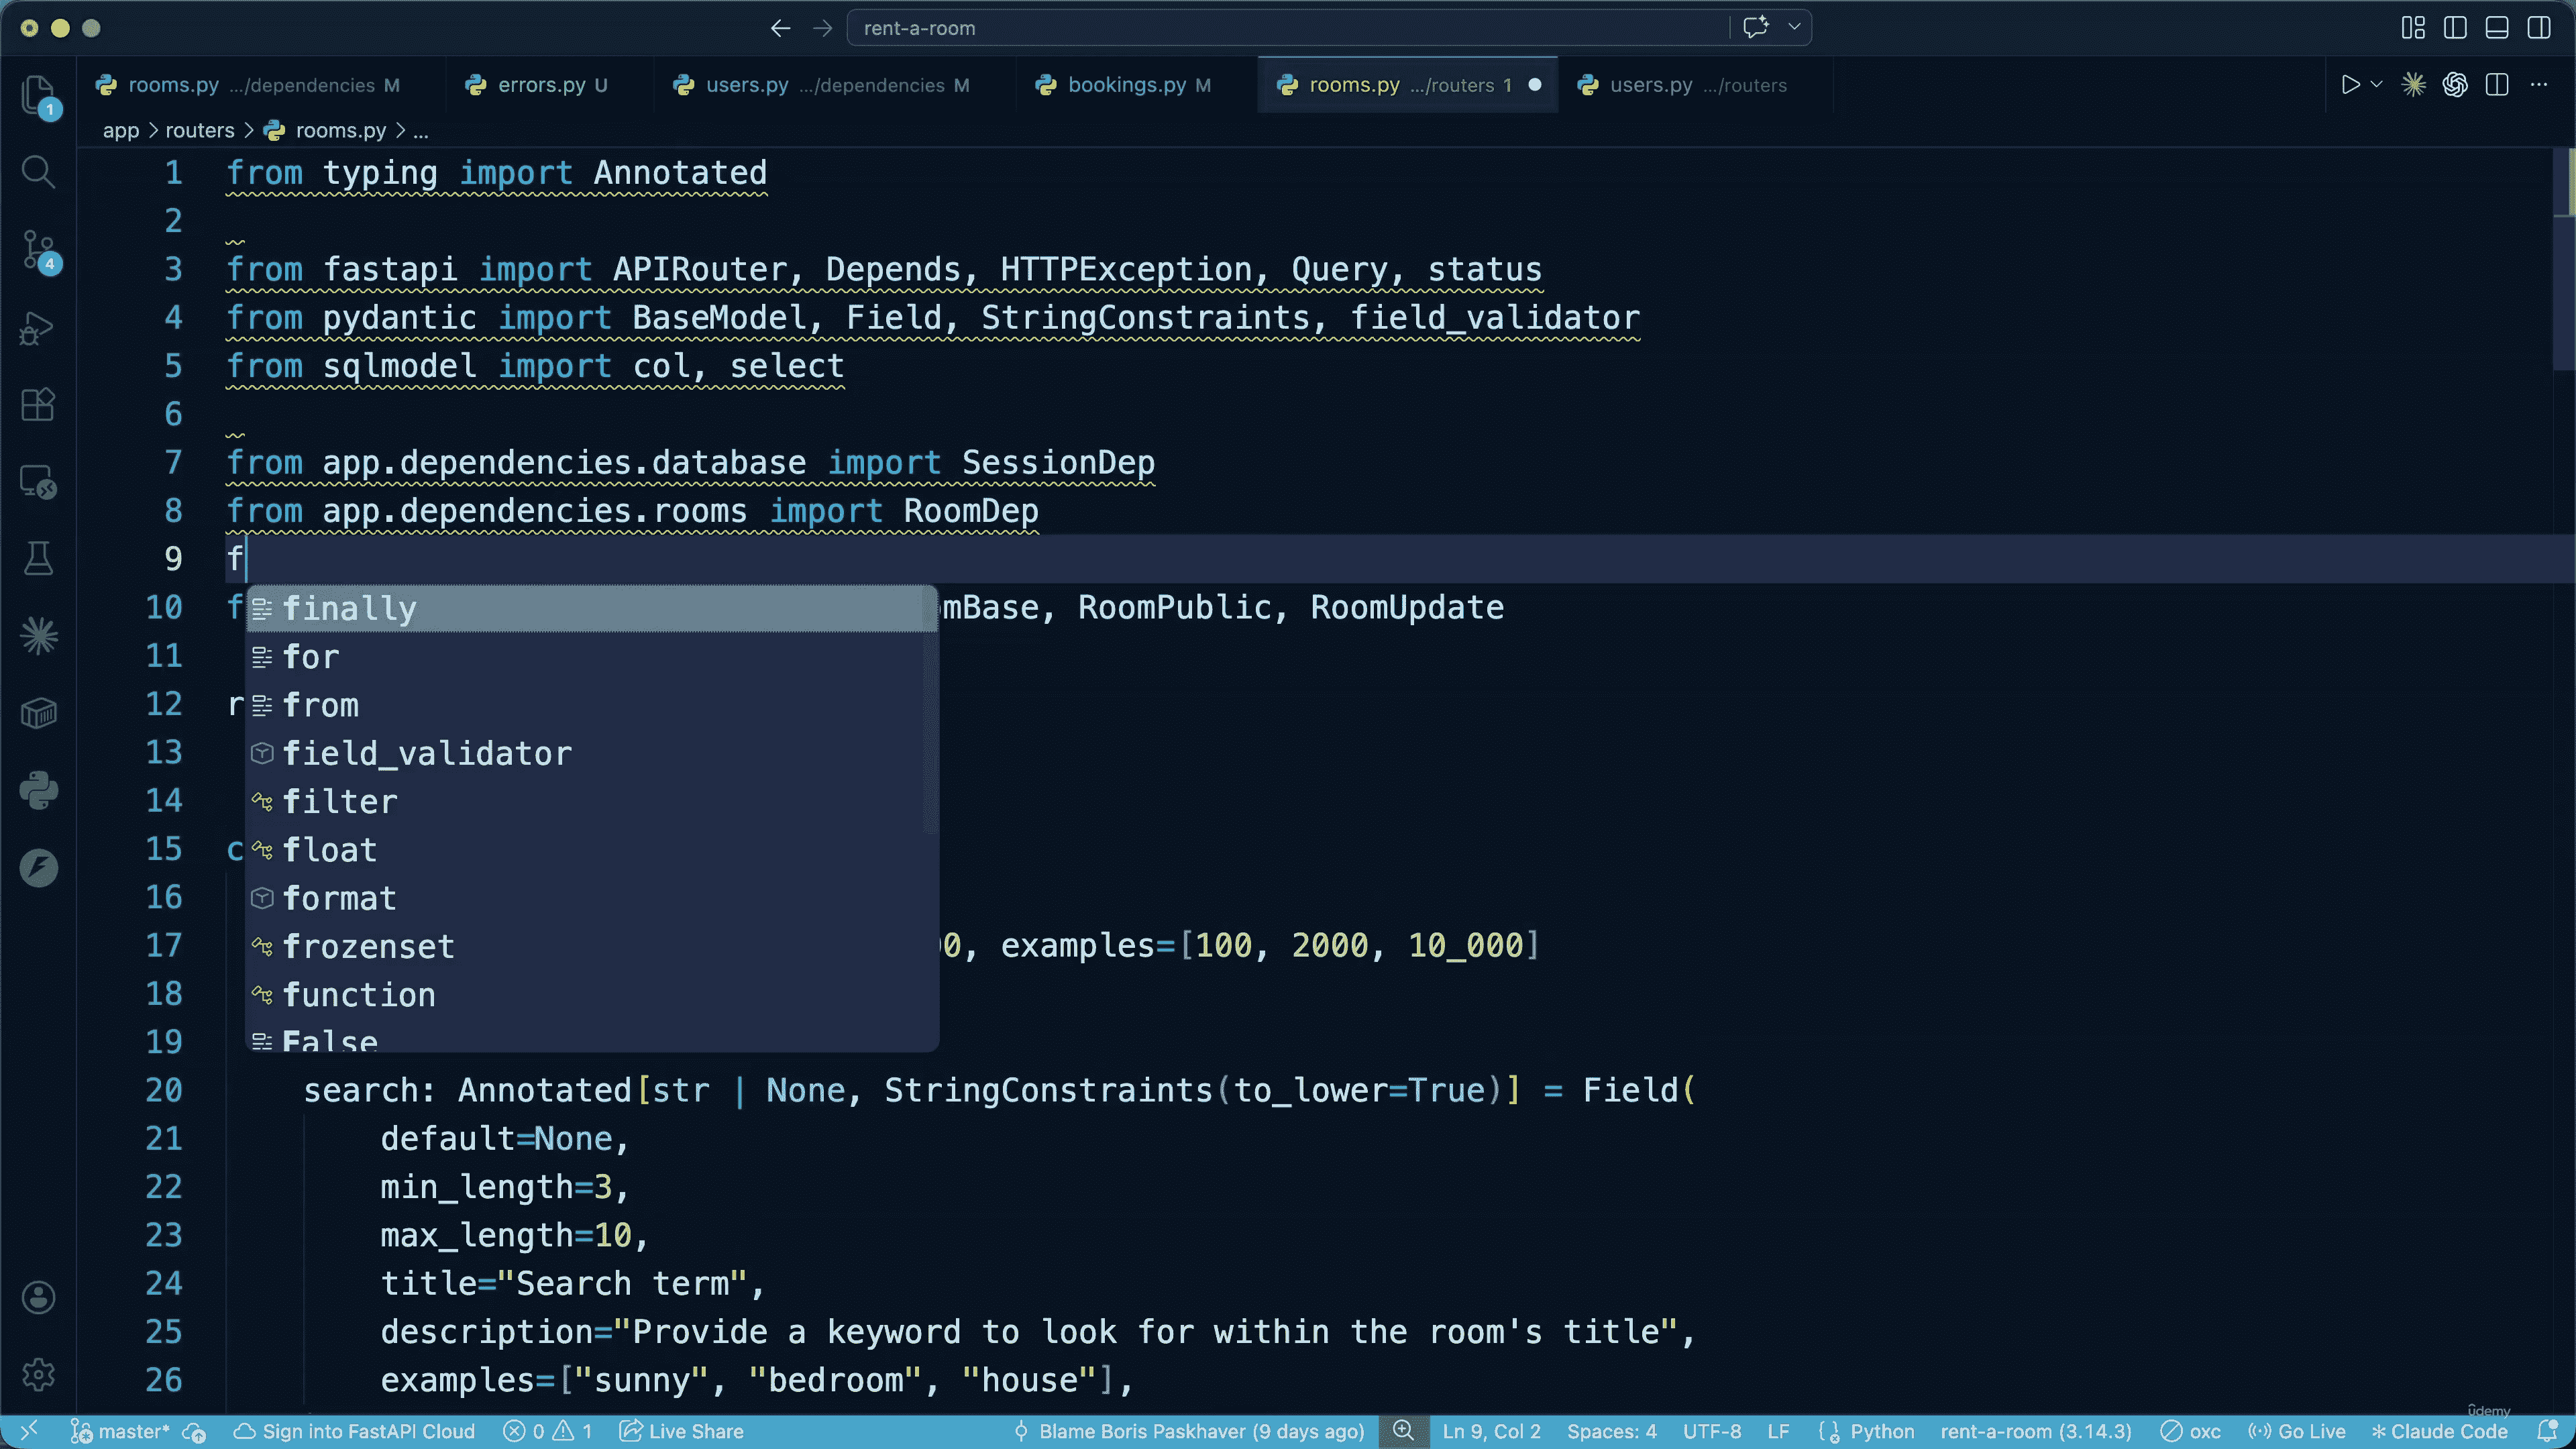 rent-a-room
rooms.py .../dependencies M
errors.py U
users.py .../dependencies M
bookings.py M
rooms.py .../routers 1
users.py .../routers
app > routers > rooms.py > ...
1
4
1 from typing import Annotated
2
3 from fastapi import APIRouter, Depends, HTTPException, Query, status
4 from pydantic import BaseModel, Field, StringConstraints, field_validator
5 from sqlmodel import col, select
6
7 from app.dependencies.database import SessionDep
8 from app.dependencies.rooms import RoomDep
9 f
10 f mBase, RoomPublic, RoomUpdate
finally
11
for
12 r
from
13
field_validator
14
filter
15 c
float
16
format
17 0, examples=[100, 2000, 10_000]
frozenset
18
function
19
False
20 search: Annotated[str | None, StringConstraints(to_lower=True)] = Field(
21 default=None,
22 min_length=3,
23 max_length=10,
24 title="Search term",
25 description="Provide a keyword to look for within the room's title",
26 examples=["sunny", "bedroom", "house"],
ûdemy
master* Sign into FastAPI Cloud 0 1 Live Share Blame Boris Paskhaver (9 days ago) Ln 9, Col 2 Spaces: 4 UTF-8 LF Python rent-a-room (3.14.3) oxc Go Live Claude Code